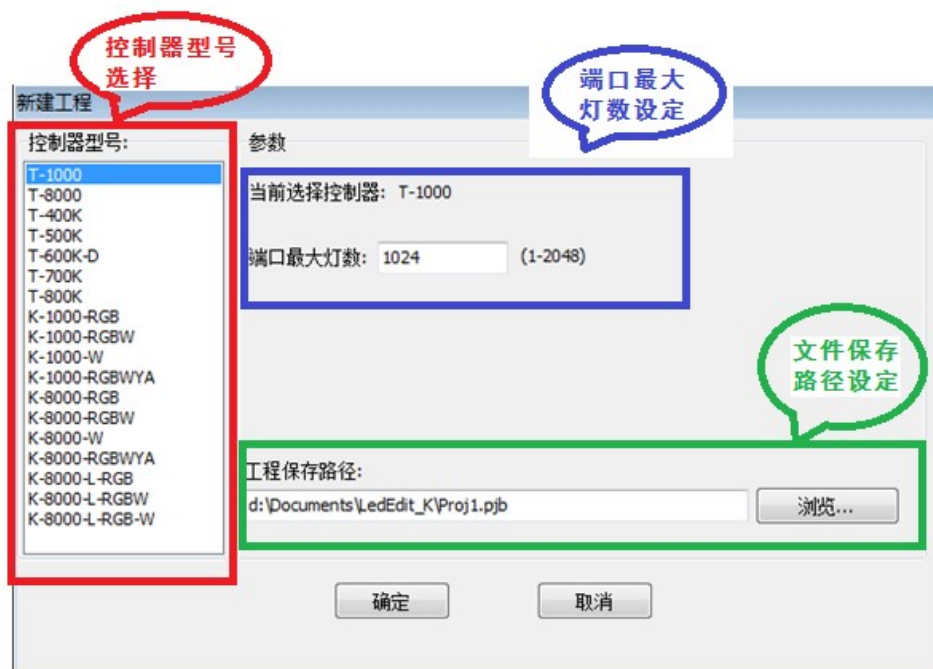 控制器型号
选择
端口最大
灯数设定
新建工程
控制器型号:
参数
T-1000
T-8000
T-400K
T-500K
T-600K-D
T-700K
T-800K
K-1000-RGB
K-1000-RGBW
K-1000-W
K-1000-RGBWYA
K-8000-RGB
K-8000-RGBW
K-8000-W
K-8000-RGBWYA
K-8000-L-RGB
K-8000-L-RGBW
K-8000-L-RGB-W
当前选择控制器: T-1000
端口最大灯数: 1024 (1-2048)
文件保存
路径设定
工程保存路径:
d:\Documents\LedEdit_K\Proj1.pjb
浏览...
确定 取消